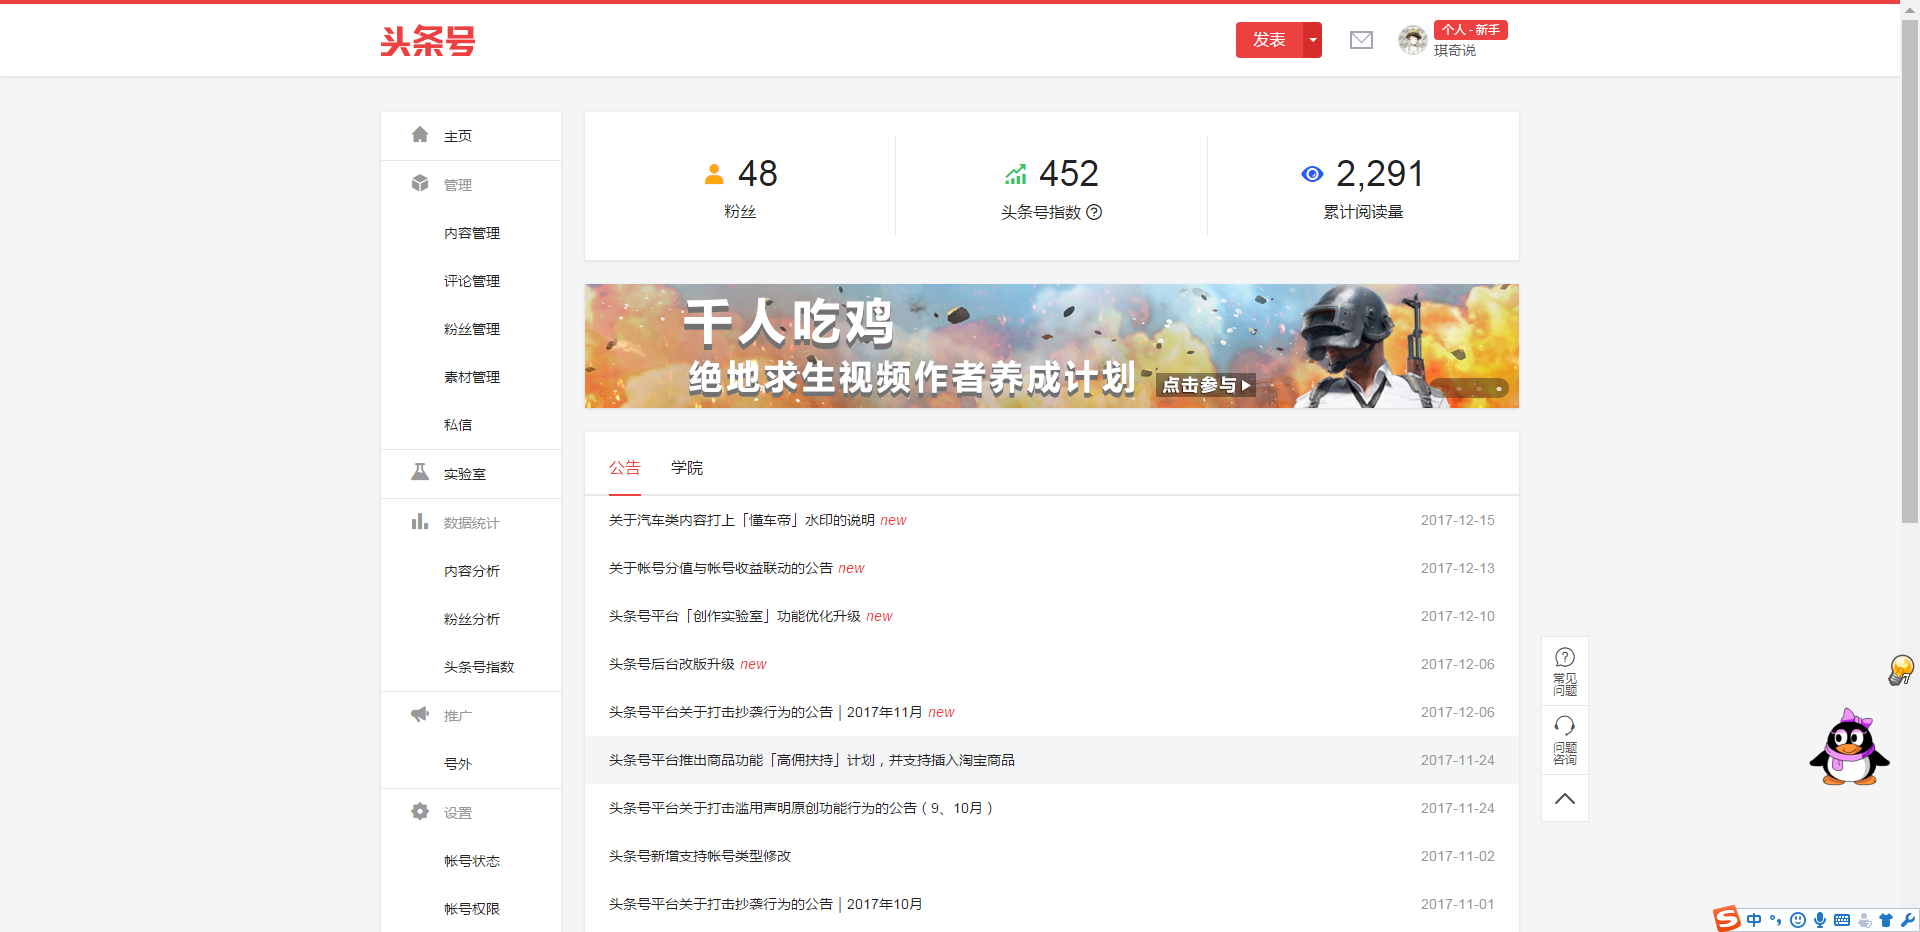 头条号
发表
个人 - 新手
琪奇说
主页
管理
内容管理
评论管理
粉丝管理
素材管理
私信
实验室
数据统计
内容分析
粉丝分析
头条号指数
推广
号外
设置
帐号状态
帐号权限
48
粉丝
452
头条号指数 ?
2,291
累计阅读量
千人吃鸡
绝地求生视频作者养成计划 点击参与
公告 学院
关于汽车类内容打上「懂车帝」水印的说明 new 2017-12-15
关于帐号分值与帐号收益联动的公告 new 2017-12-13
头条号平台「创作实验室」功能优化升级 new 2017-12-10
头条号后台改版升级 new 2017-12-06
头条号平台关于打击抄袭行为的公告 | 2017年11月 new 2017-12-06
头条号平台推出商品功能「高佣扶持」计划，并支持插入淘宝商品 2017-11-24
头条号平台关于打击滥用声明原创功能行为的公告（9、10月） 2017-11-24
头条号新增支持帐号类型修改 2017-11-02
头条号平台关于打击抄袭行为的公告 | 2017年10月 2017-11-01
?
常见
问题
问题
咨询
7
S 中